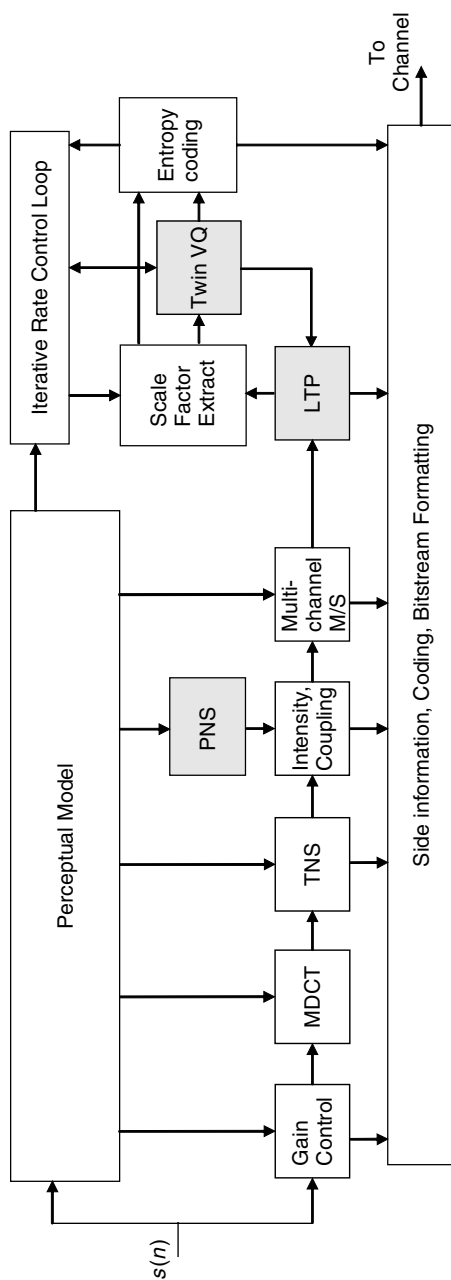 s(n)
Perceptual Model
Iterative Rate Control Loop
Gain
Control
MDCT
TNS
PNS
Intensity,
Coupling
Multi-
channel
M/S
LTP
Scale
Factor
Extract
Twin VQ
Entropy
coding
Side information, Coding, Bitstream Formatting
To
Channel